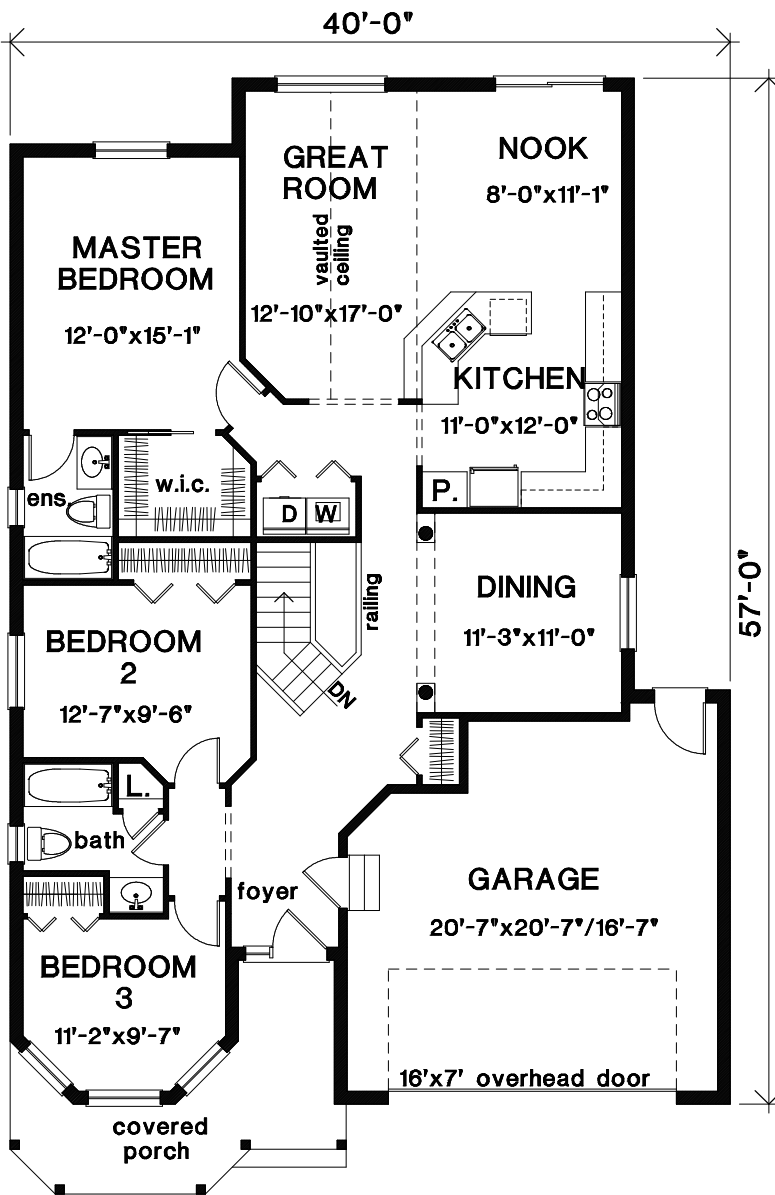 40'-0"
GREAT
ROOM
vaulted
ceiling
12'-10"x17'-0"
NOOK
8'-0"x11'-1"
MASTER
BEDROOM
12'-0"x15'-1"
KITCHEN
11'-0"x12'-0"
ens.
w.i.c.
D W
P.
DINING
11'-3"x11'-0"
railing
DN
57'-0"
BEDROOM
2
12'-7"x9'-6"
L.
bath
foyer
GARAGE
20'-7"x20'-7"/16'-7"
BEDROOM
3
11'-2"x9'-7"
16'x7' overhead door
covered
porch